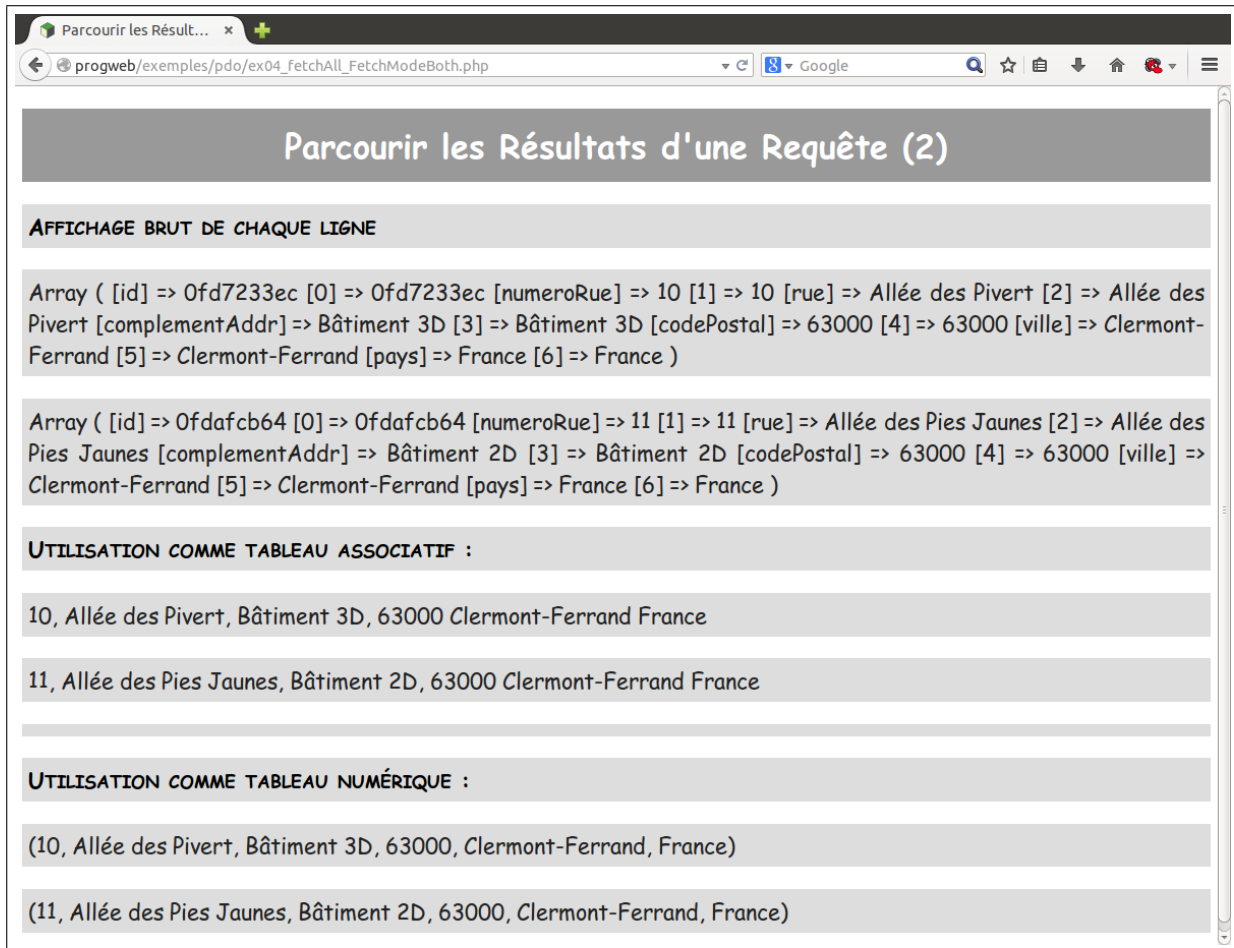 Parcourir les Résult... ×
progweb/exemples/pdo/ex04_fetchAll_FetchModeBoth.php
8 Google
Parcourir les Résultats d'une Requête (2)
AFFICHAGE BRUT DE CHAQUE LIGNE
Array ( [id] => 0fd7233ec [0] => 0fd7233ec [numeroRue] => 10 [1] => 10 [rue] => Allée des Pivert [2] => Allée des
Pivert [complementAddr] => Bâtiment 3D [3] => Bâtiment 3D [codePostal] => 63000 [4] => 63000 [ville] => Clermont-
Ferrand [5] => Clermont-Ferrand [pays] => France [6] => France )
Array ( [id] => 0fdafcb64 [0] => 0fdafcb64 [numeroRue] => 11 [1] => 11 [rue] => Allée des Pies Jaunes [2] => Allée des
Pies Jaunes [complementAddr] => Bâtiment 2D [3] => Bâtiment 2D [codePostal] => 63000 [4] => 63000 [ville] =>
Clermont-Ferrand [5] => Clermont-Ferrand [pays] => France [6] => France )
UTILISATION COMME TABLEAU ASSOCIATIF :
10, Allée des Pivert, Bâtiment 3D, 63000 Clermont-Ferrand France
11, Allée des Pies Jaunes, Bâtiment 2D, 63000 Clermont-Ferrand France
UTILISATION COMME TABLEAU NUMÉRIQUE :
(10, Allée des Pivert, Bâtiment 3D, 63000, Clermont-Ferrand, France)
(11, Allée des Pies Jaunes, Bâtiment 2D, 63000, Clermont-Ferrand, France)